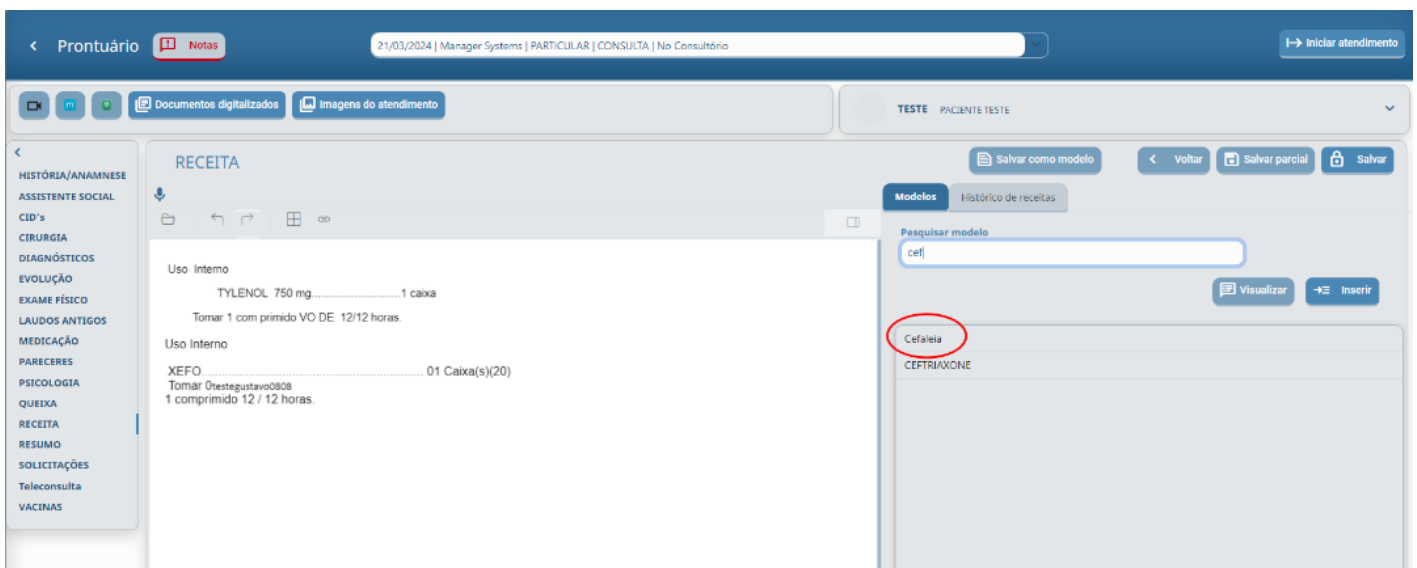 Prontuário
Notas
21/03/2024 | Manager Systems | PARTICULAR | CONSULTA | No Consultório
Iniciar atendimento
Documentos digitalizados
Imagens do atendimento
TESTE PACIENTE TESTE
HISTÓRIA/ANAMNESE
ASSISTENTE SOCIAL
CID's
CIRURGIA
DIAGNÓSTICOS
EVOLUÇÃO
EXAME FÍSICO
LAUDOS ANTIGOS
MEDICAÇÃO
PARECERES
PSICOLOGIA
QUEIXA
RECEITA
RESUMO
SOLICITAÇÕES
Teleconsulta
VACINAS
RECEITA
Uso Interno
TYLENOL 750 mg............................1 caixa
Tomar 1 com primido VO DE 12/12 horas.
Uso Interno
XEFO...................................................................... 01 Caixa(s)(20)
Tomar 0testegustavo0808
1 comprimido 12 / 12 horas.
Salvar como modelo
Voltar
Salvar parcial
Salvar
Modelos
Histórico de receitas
Pesquisar modelo
cef
Visualizar
Inserir
Cefaleia
CEFTRIAXONE